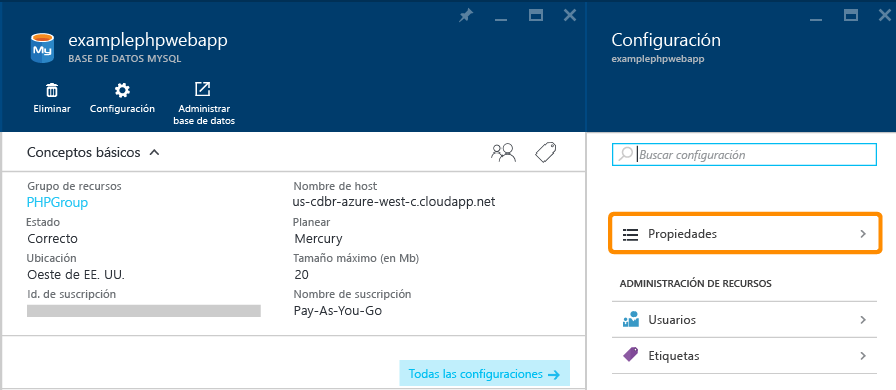 examplephpwebapp
BASE DE DATOS MYSQL
My
Eliminar
Configuración
Administrar
base de datos
Conceptos básicos
Grupo de recursos
PHPGroup
Estado
Correcto
Ubicación
Oeste de EE. UU.
Id. de suscripción
Nombre de host
us-cdbr-azure-west-c.cloudapp.net
Planear
Mercury
Tamaño máximo (en Mb)
20
Nombre de suscripción
Pay-As-You-Go
Todas las configuraciones
Configuración
examplephpwebapp
Buscar configuración
Propiedades
ADMINISTRACIÓN DE RECURSOS
Usuarios
Etiquetas